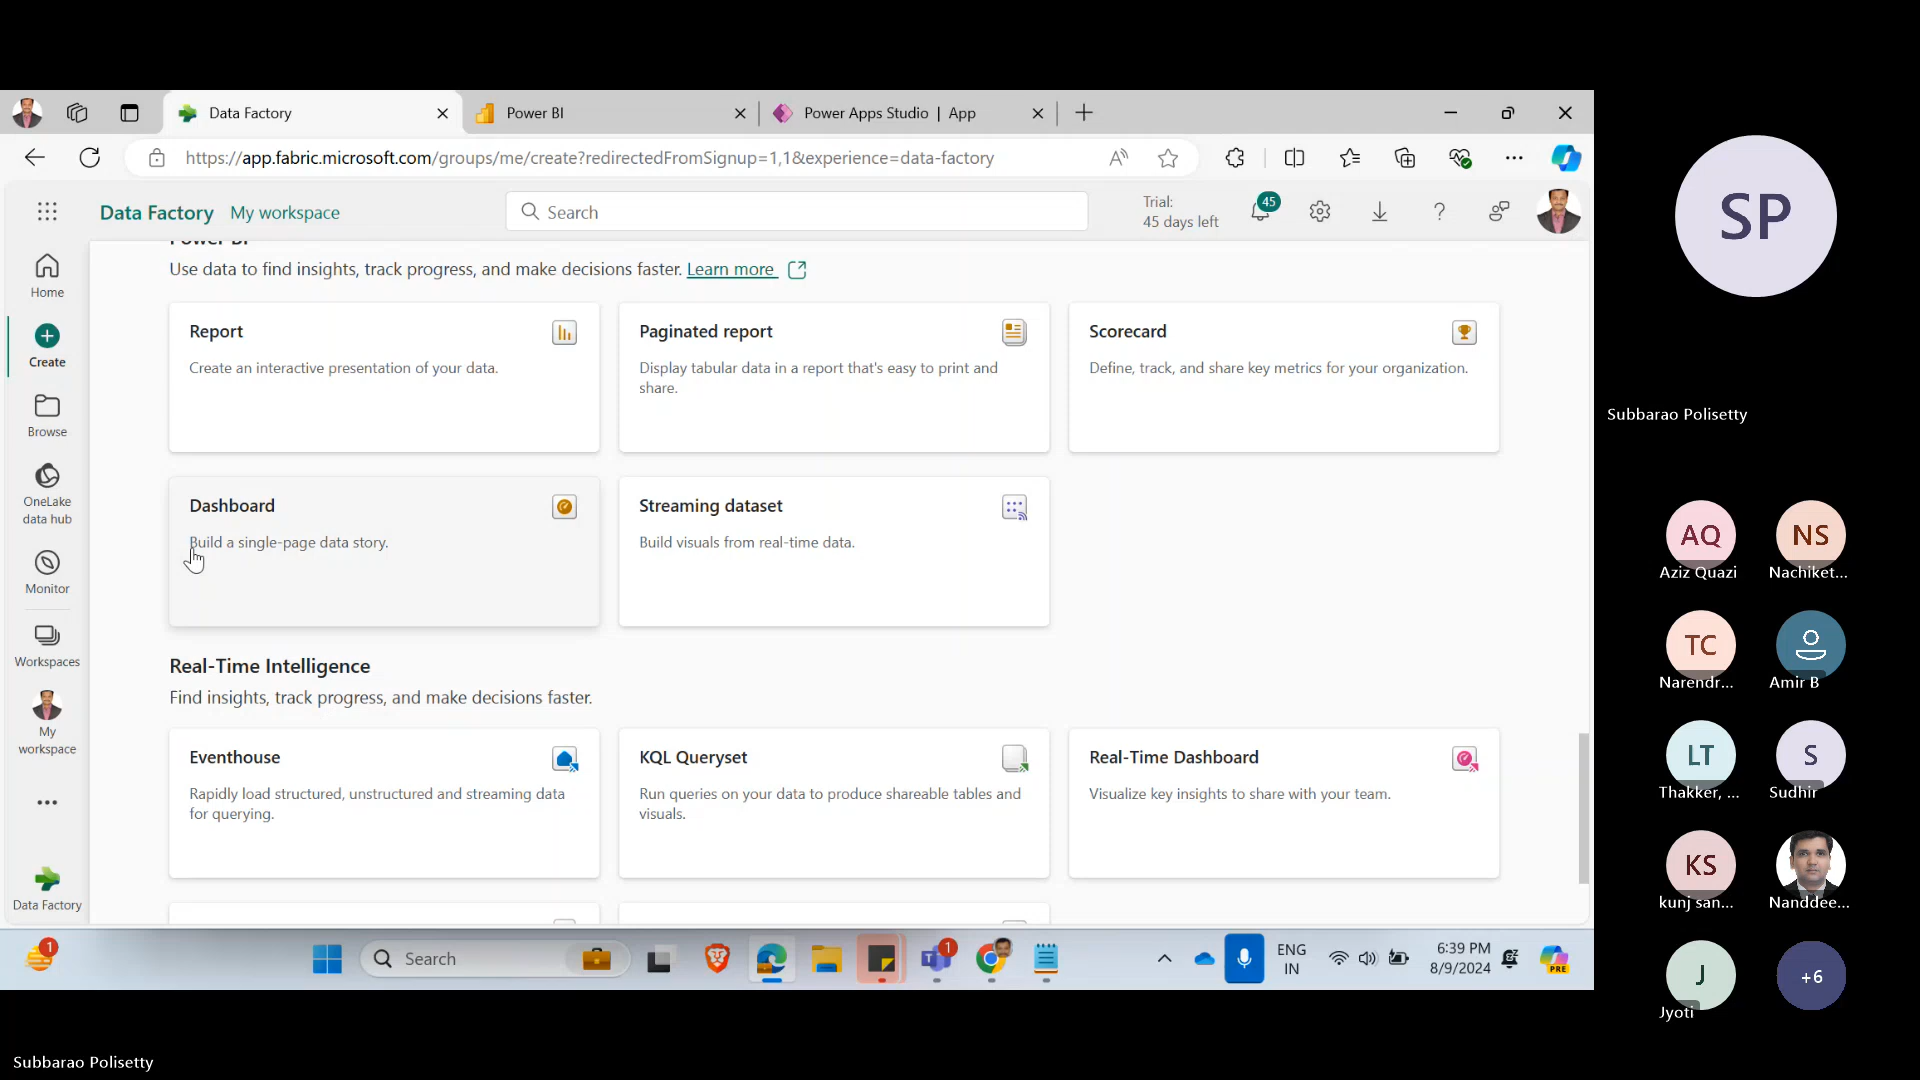 Data Factory
Power BI
Power Apps Studio | App
https://app.fabric.microsoft.com/groups/me/create?redirectedFromSignup=1,1&experience=data-factory
Data Factory My workspace
Search
Trial:
45 days left
45
Home
Create
Browse
OneLake
data hub
Monitor
Workspaces
My
workspace
Data Factory
Power BI
Use data to find insights, track progress, and make decisions faster. Learn more
Report
Create an interactive presentation of your data.
Paginated report
Display tabular data in a report that's easy to print and
share.
Scorecard
Define, track, and share key metrics for your organization.
Dashboard
Build a single-page data story.
Streaming dataset
Build visuals from real-time data.
Real-Time Intelligence
Find insights, track progress, and make decisions faster.
Eventhouse
Rapidly load structured, unstructured and streaming data
for querying.
KQL Queryset
Run queries on your data to produce shareable tables and
visuals.
Real-Time Dashboard
Visualize key insights to share with your team.
1
Search
1
ENG
IN
6:39 PM
8/9/2024
PRE
SP
Subbarao Polisetty
AQ
Aziz Quazi
NS
Nachiket...
TC
Narendr...
Amir B
LT
Thakker, ...
S
Sudhir
KS
kunj san...
Nanddee...
J
Jyoti
+6
Subbarao Polisetty